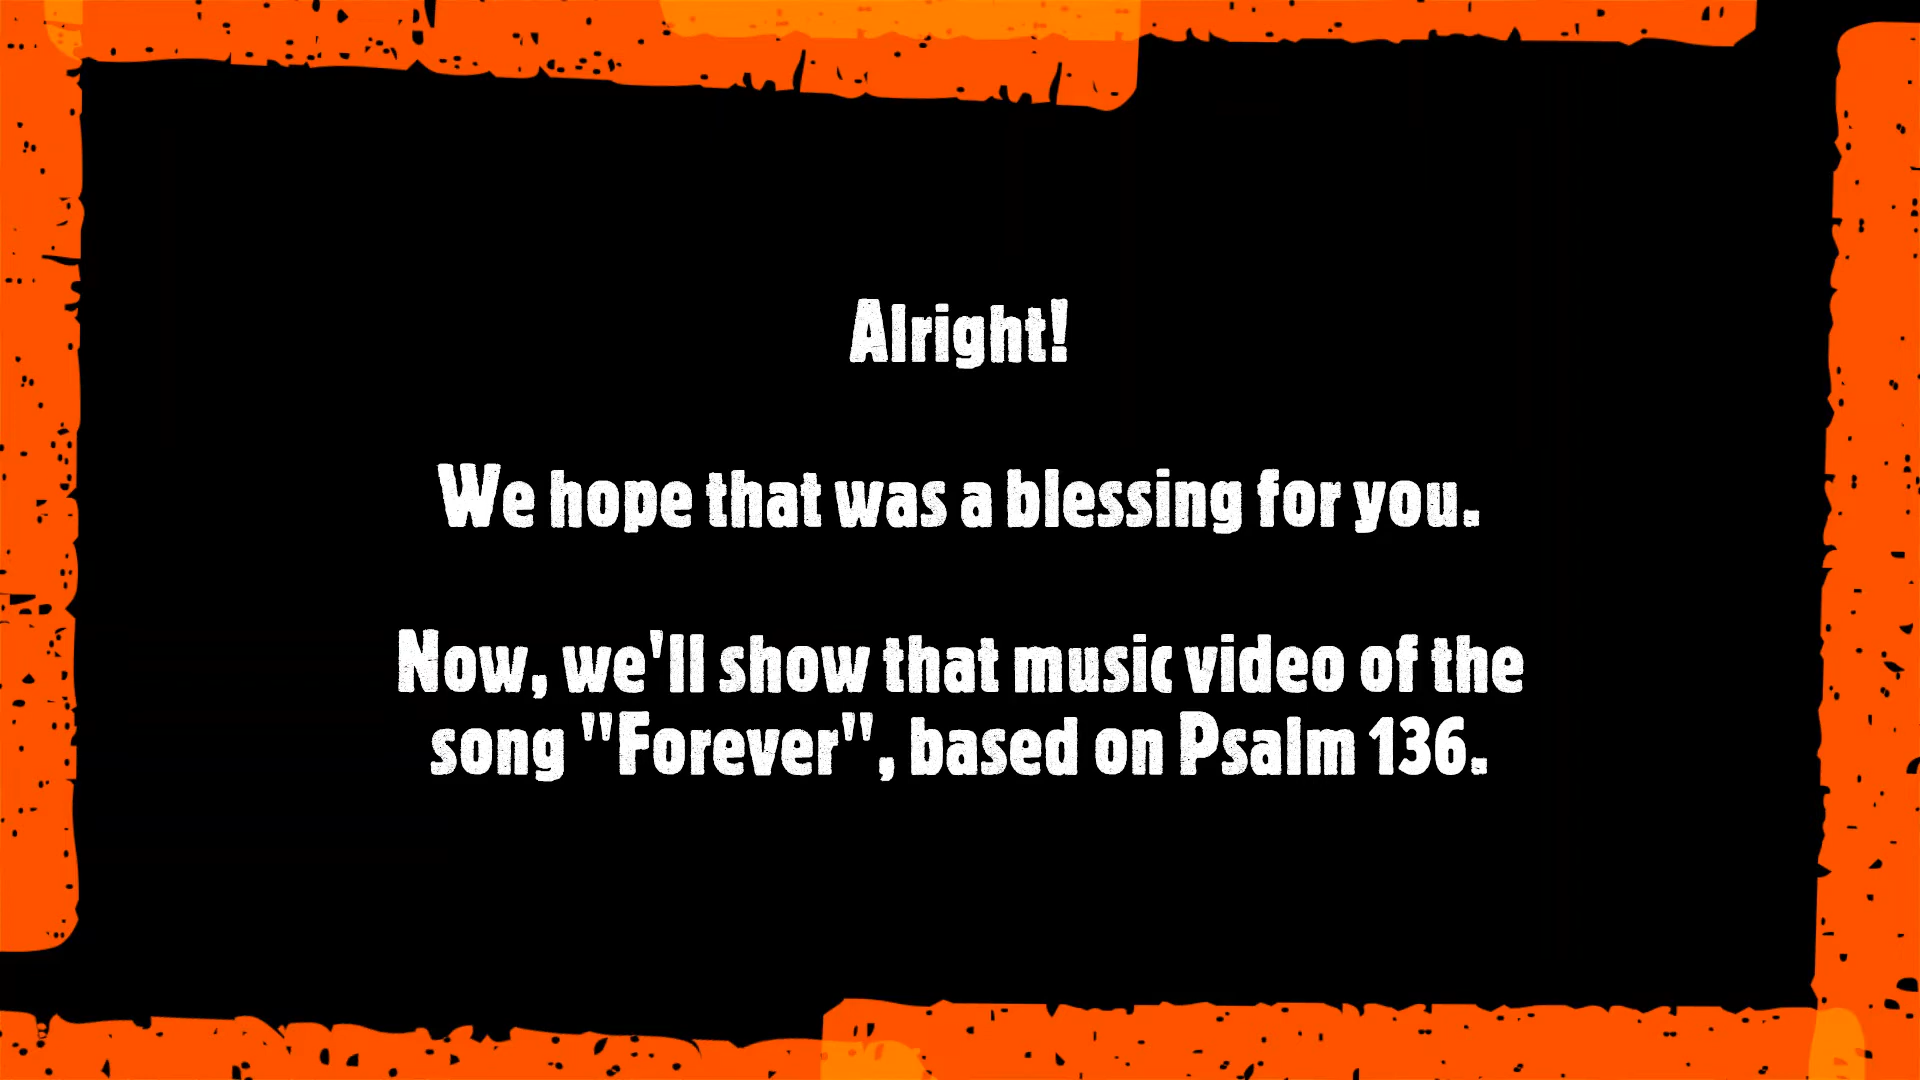 Alright!
We hope that was a blessing for you.
Now, we'll show that music video of the
song "Forever", based on Psalm 136.